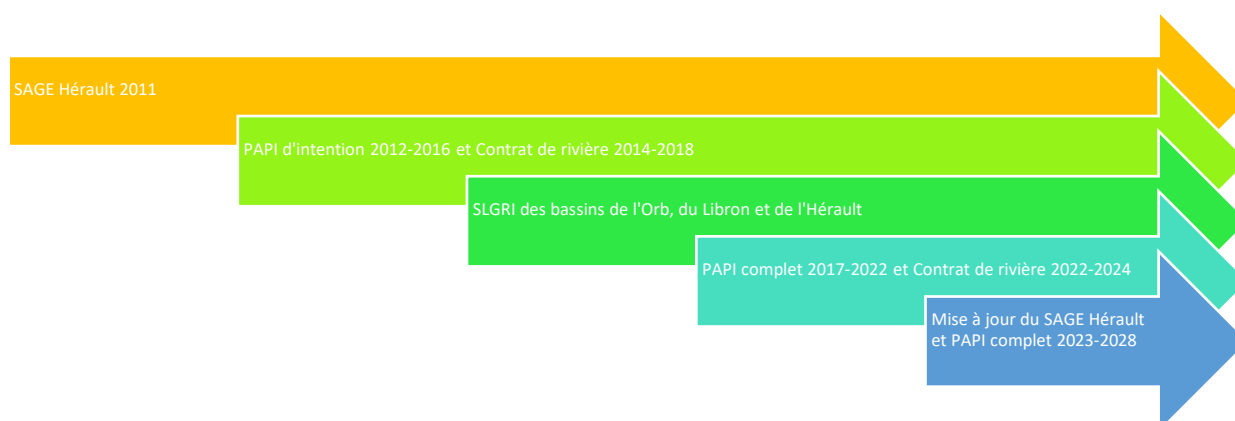 SAGE Hérault 2011
PAPI d'intention 2012-2016 et Contrat de rivière 2014-2018
SLGRI des bassins de l'Orb, du Libron et de l'Hérault
PAPI complet 2017-2022 et Contrat de rivière 2022-2024
Mise à jour du SAGE Hérault
et PAPI complet 2023-2028